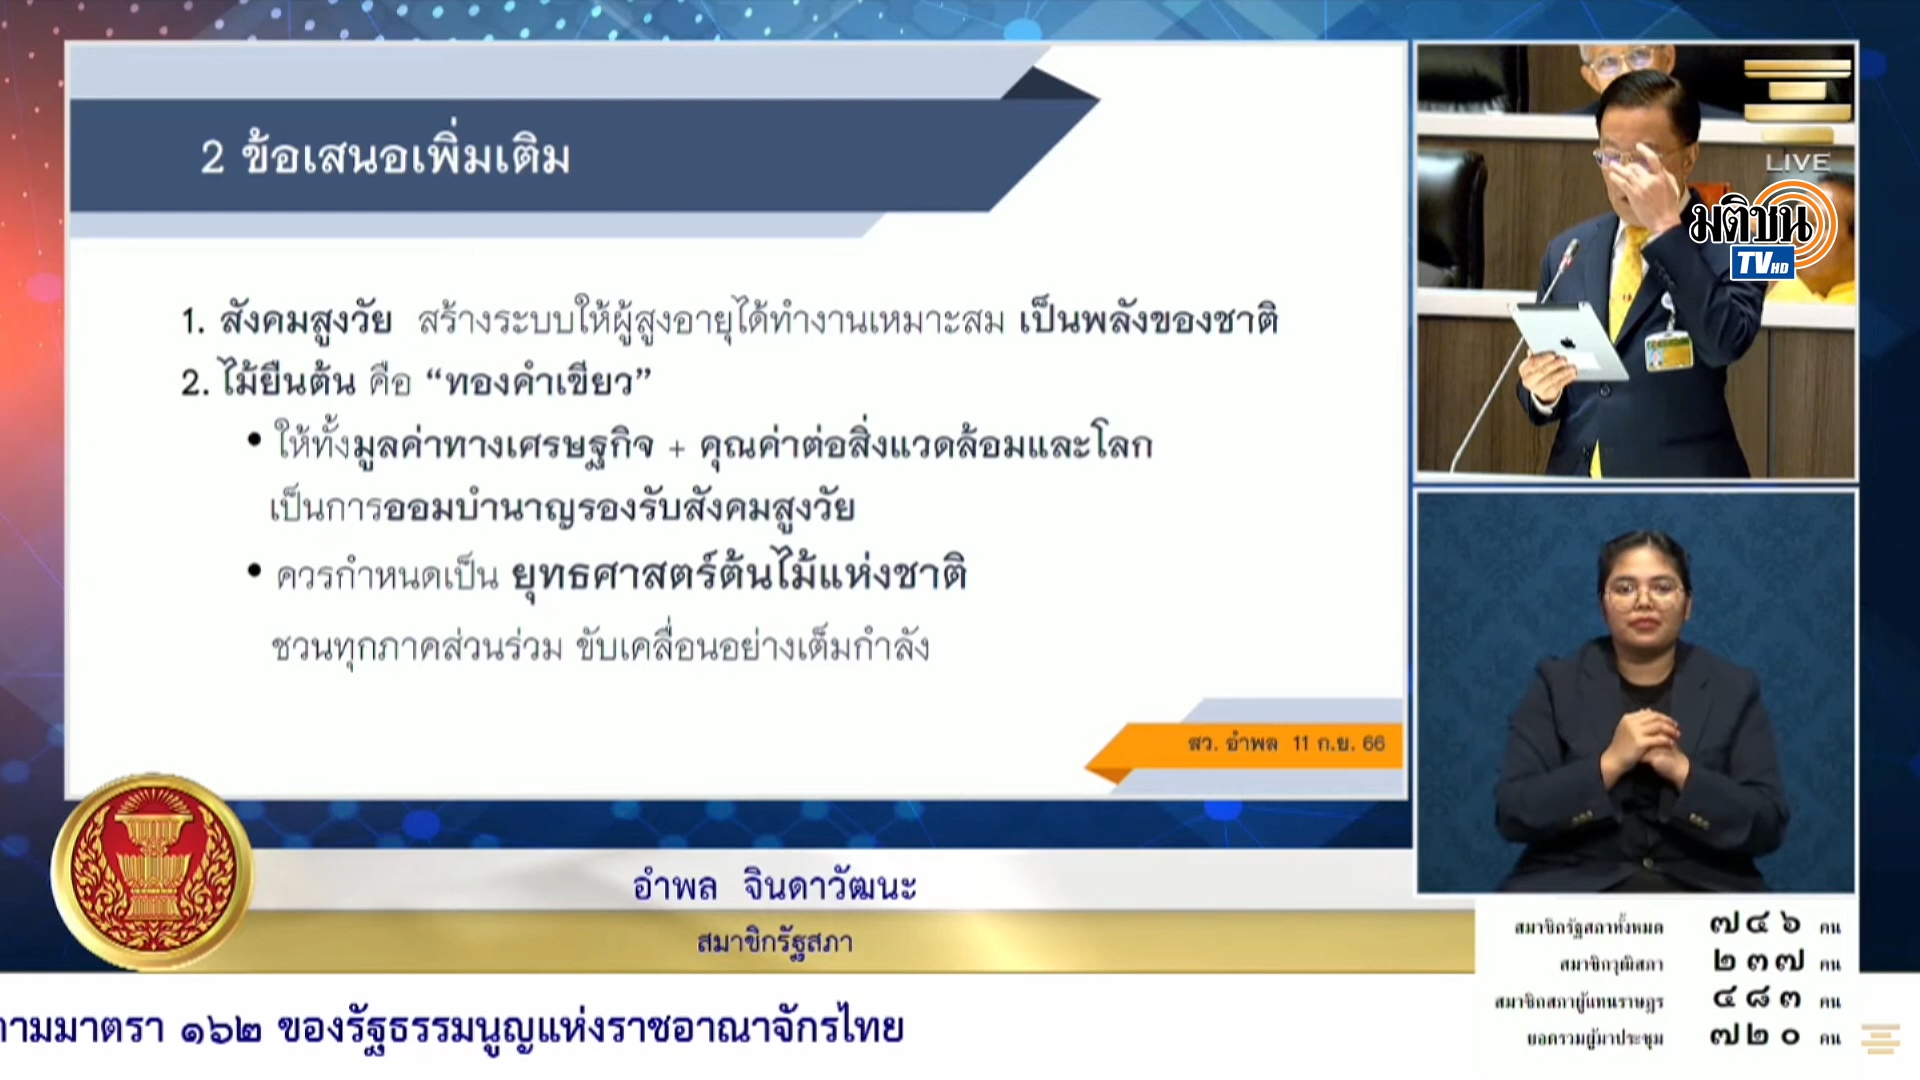 2 ข้อเสนอเพิ่มเติม
1. สังคมสูงวัย สร้างระบบให้ผู้สูงอายุได้ทำงานเหมาะสม เป็นพลังของชาติ
2. ไม้ยืนต้น คือ “ทองคำเขียว”
• ให้ทั้งมูลค่าทางเศรษฐกิจ + คุณค่าต่อสิ่งแวดล้อมและโลก
เป็นการออมบำนาญรองรับสังคมสูงวัย
• ควรกำหนดเป็น ยุทธศาสตร์ต้นไม้แห่งชาติ
ชวนทุกภาคส่วนร่วม ขับเคลื่อนอย่างเต็มกำลัง
สว. อำพล 11 ก.ย. 66
LIVE
มติชน
TV HD
อำพล จินดาวัฒนะ
สมาชิกรัฐสภา
สมาชิกรัฐสภาทั้งหมด ๗๔๖ คน
สมาชิกวุฒิสภา ๒๓๗ คน
สมาชิกสภาผู้แทนราษฎร ๔๘๓ คน
ยอดรวมผู้มาประชุม ๗๒๐ คน
ตามมาตรา ๑๖๒ ของรัฐธรรมนูญแห่งราชอาณาจักรไทย